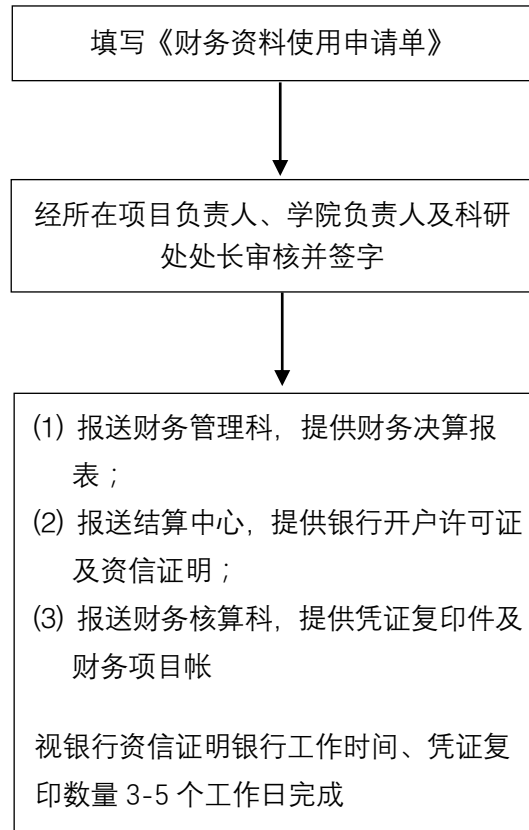 填写《财务资料使用申请单》
经所在项目负责人、学院负责人及科研
处处长审核并签字
⑴ 报送财务管理科，提供财务决算报
表；
⑵ 报送结算中心，提供银行开户许可证
及资信证明；
⑶ 报送财务核算科，提供凭证复印件及
财务项目帐
视银行资信证明银行工作时间、凭证复
印数量 3-5 个工作日完成